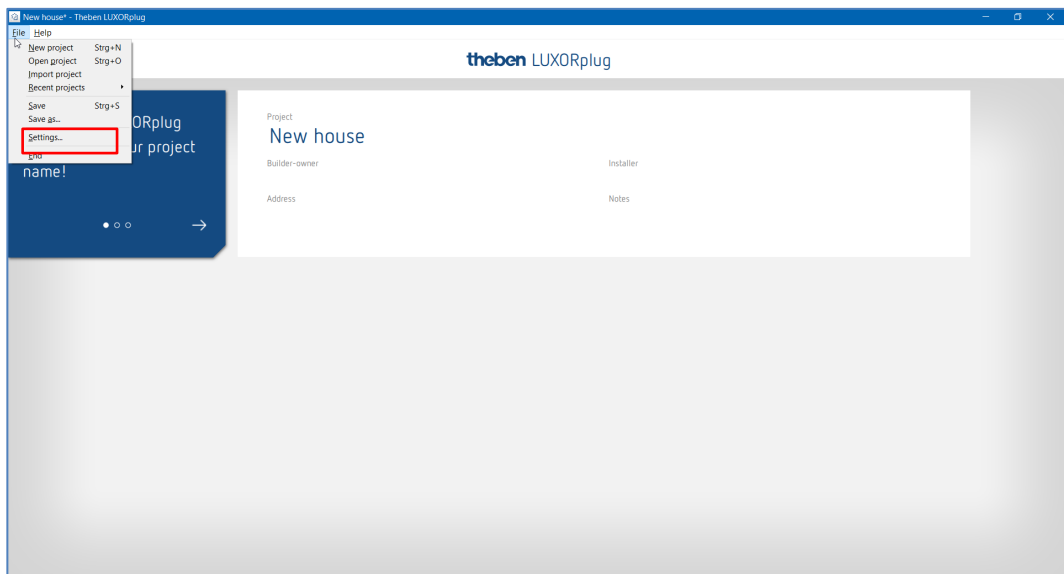 New house* - Theben LUXORplug
File Help
theben LUXORplug
New project Strg+N
Open project Strg+O
Import project
Recent projects
Save Strg+S
Save as...
Settings...
End
ORplug
ur project
name!
Project
New house
Builder-owner
Installer
Address
Notes